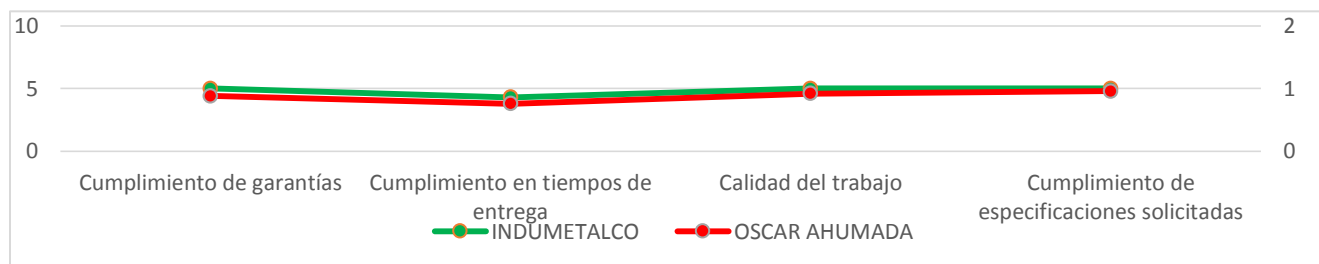 10
2
5
1
0
0
Cumplimiento de garantías
Cumplimiento en tiempos de
entrega
Calidad del trabajo
Cumplimiento de
especificaciones solicitadas
INDUMETALCO
OSCAR AHUMADA